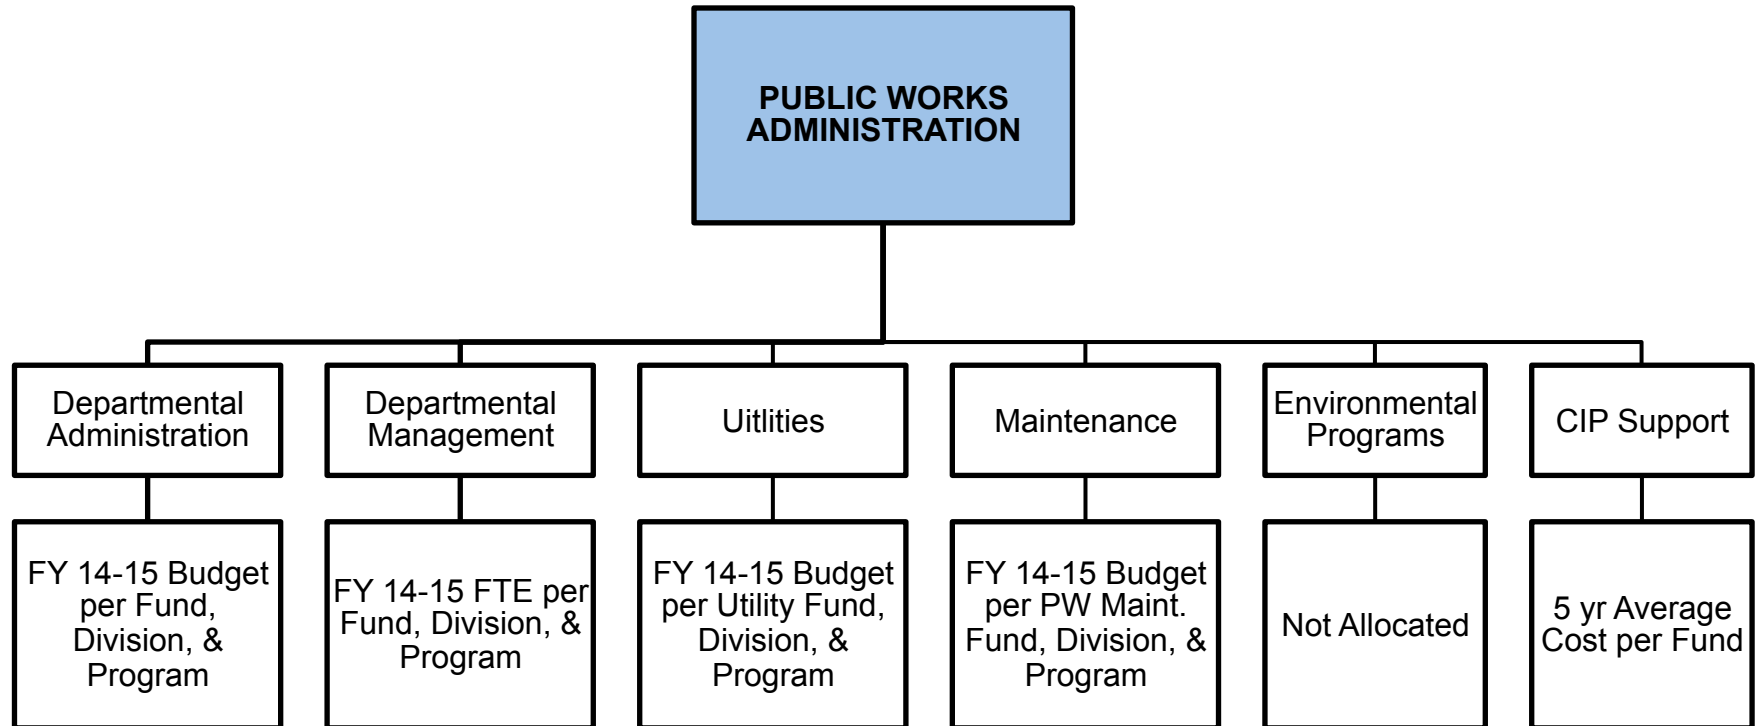 PUBLIC WORKS
ADMINISTRATION
Departmental
Administration
Departmental
Management
Uitlities
Maintenance
Environmental
Programs
CIP Support
FY 14-15 Budget
per Fund,
Division, &
Program
FY 14-15 FTE per
Fund, Division, &
Program
FY 14-15 Budget
per Utility Fund,
Division, &
Program
FY 14-15 Budget
per PW Maint.
Fund, Division, &
Program
Not Allocated
5 yr Average
Cost per Fund